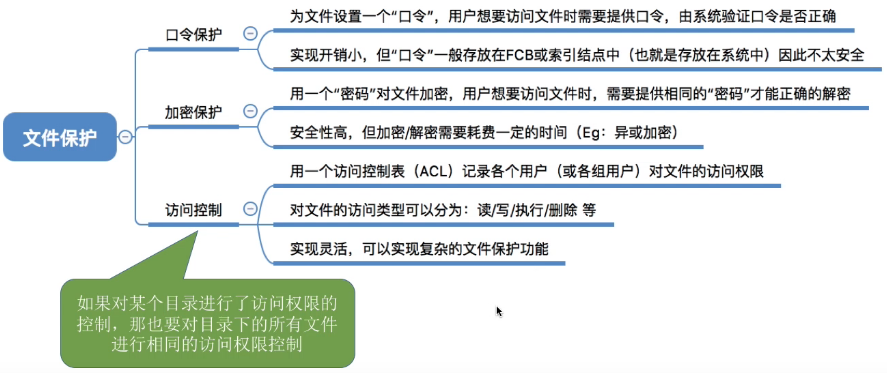 文件保护
口令保护
为文件设置一个“口令”，用户想要访问文件时需要提供口令，由系统验证口令是否正确
实现开销小，但“口令”一般存放在FCB或索引结点中（也就是存放在系统中）因此不太安全
加密保护
用一个“密码”对文件加密，用户想要访问文件时，需要提供相同的“密码”才能正确的解密
安全性高，但加密/解密需要耗费一定的时间（Eg：异或加密）
访问控制
用一个访问控制表（ACL）记录各个用户（或各组用户）对文件的访问权限
对文件的访问类型可以分为：读/写/执行/删除 等
实现灵活，可以实现复杂的文件保护功能
如果对某个目录进行了访问权限的
控制，那也要对目录下的所有文件
进行相同的访问权限控制